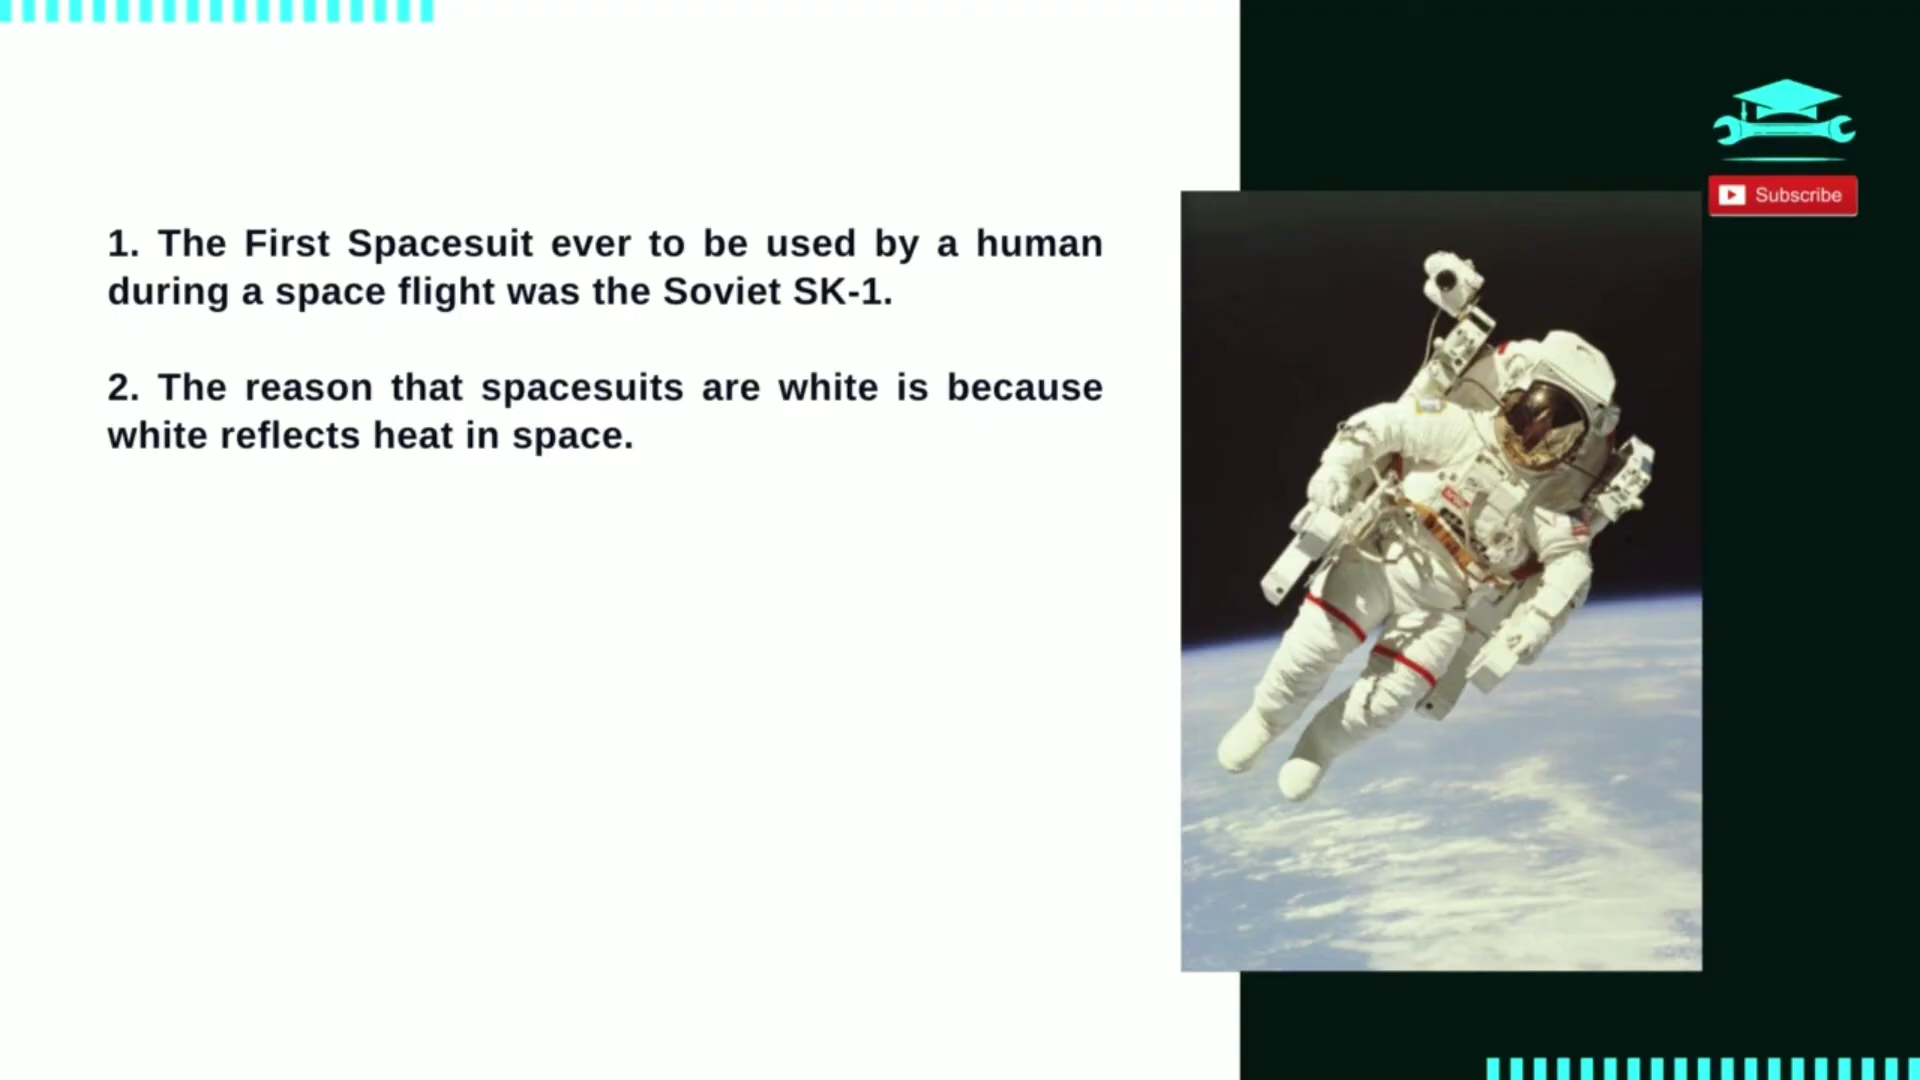 1. The First Spacesuit ever to be used by a human
during a space flight was the Soviet SK-1.
2. The reason that spacesuits are white is because
white reflects heat in space.
Subscribe